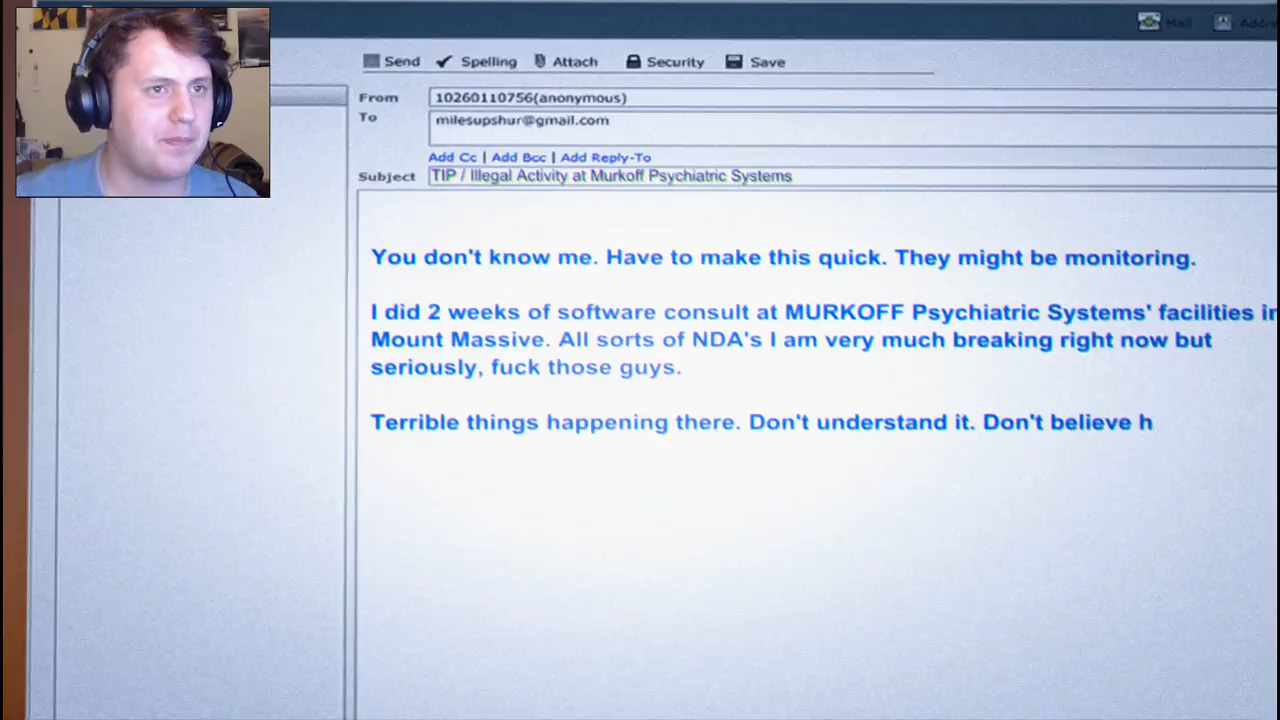 Mail
Send Spelling Attach Security Save
From 10260110756(anonymous)
To milesupshur@gmail.com
Add Cc | Add Bcc | Add Reply-To
Subject TIP / Illegal Activity at Murkoff Psychiatric Systems
You don't know me. Have to make this quick. They might be monitoring.
I did 2 weeks of software consult at MURKOFF Psychiatric Systems' facilities in
Mount Massive. All sorts of NDA's I am very much breaking right now but
seriously, fuck those guys.
Terrible things happening there. Don't understand it. Don't believe h